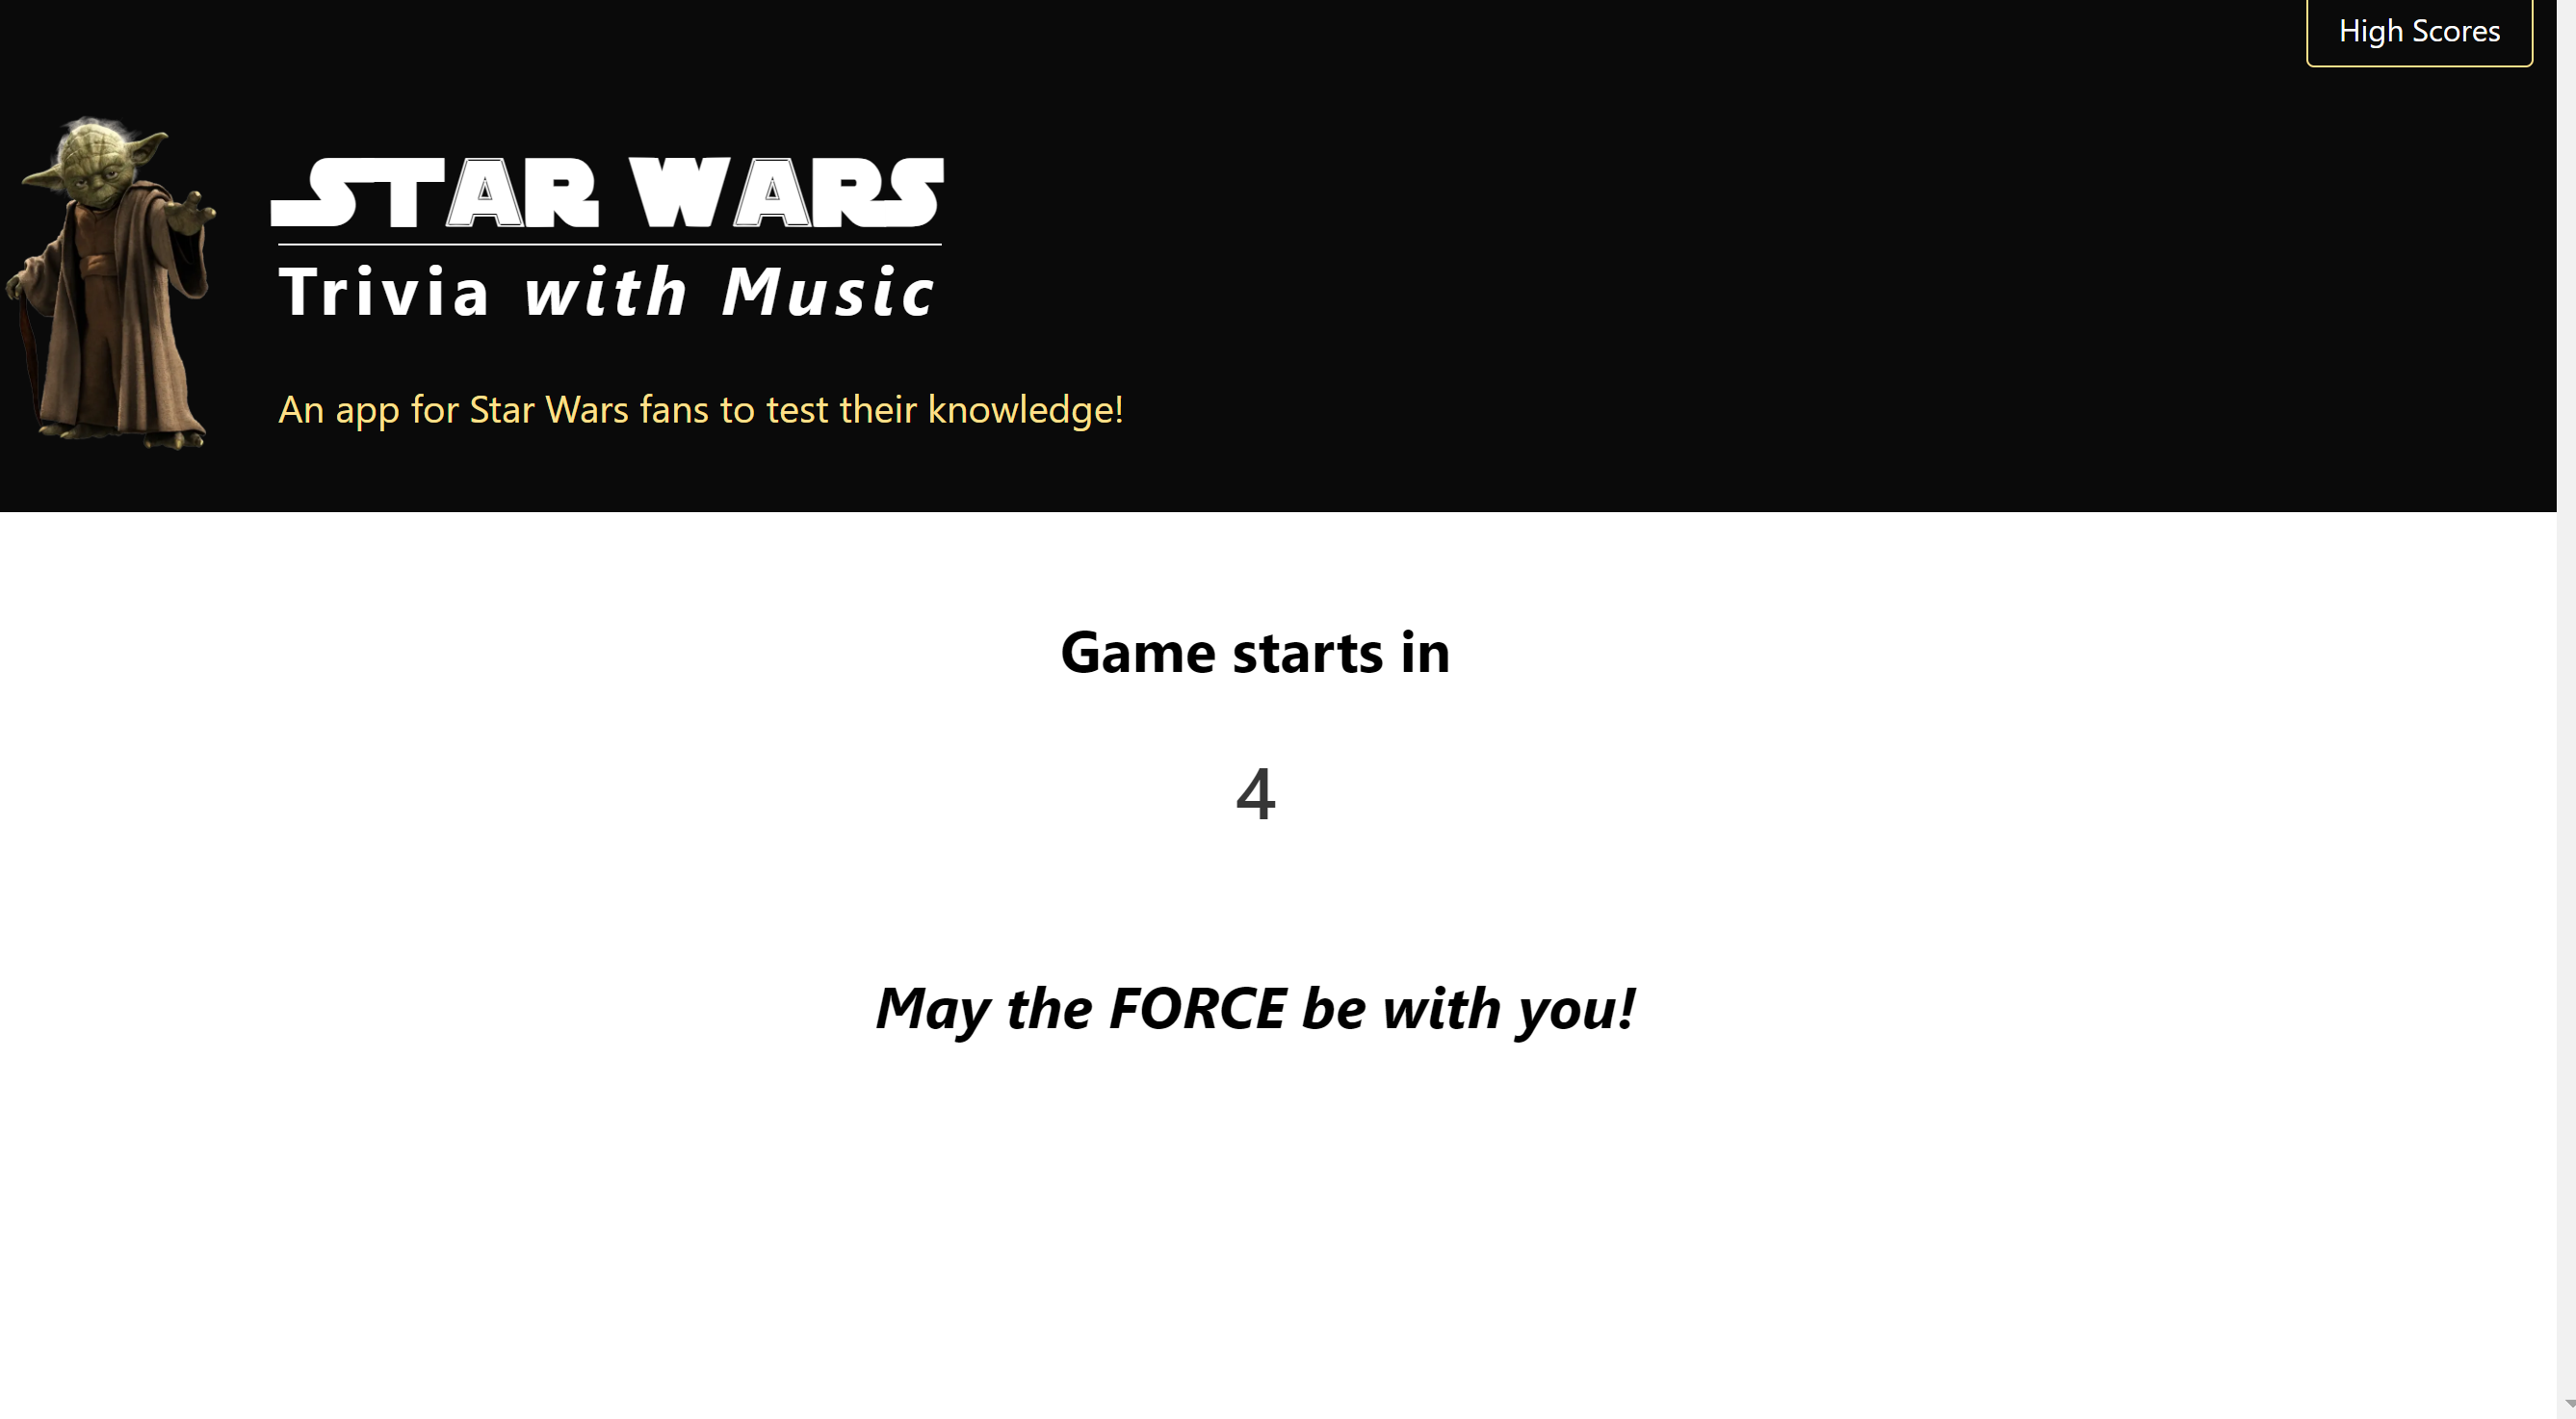 High Scores
STAR WARS
Trivia with Music
An app for Star Wars fans to test their knowledge!
Game starts in
4
May the FORCE be with you!